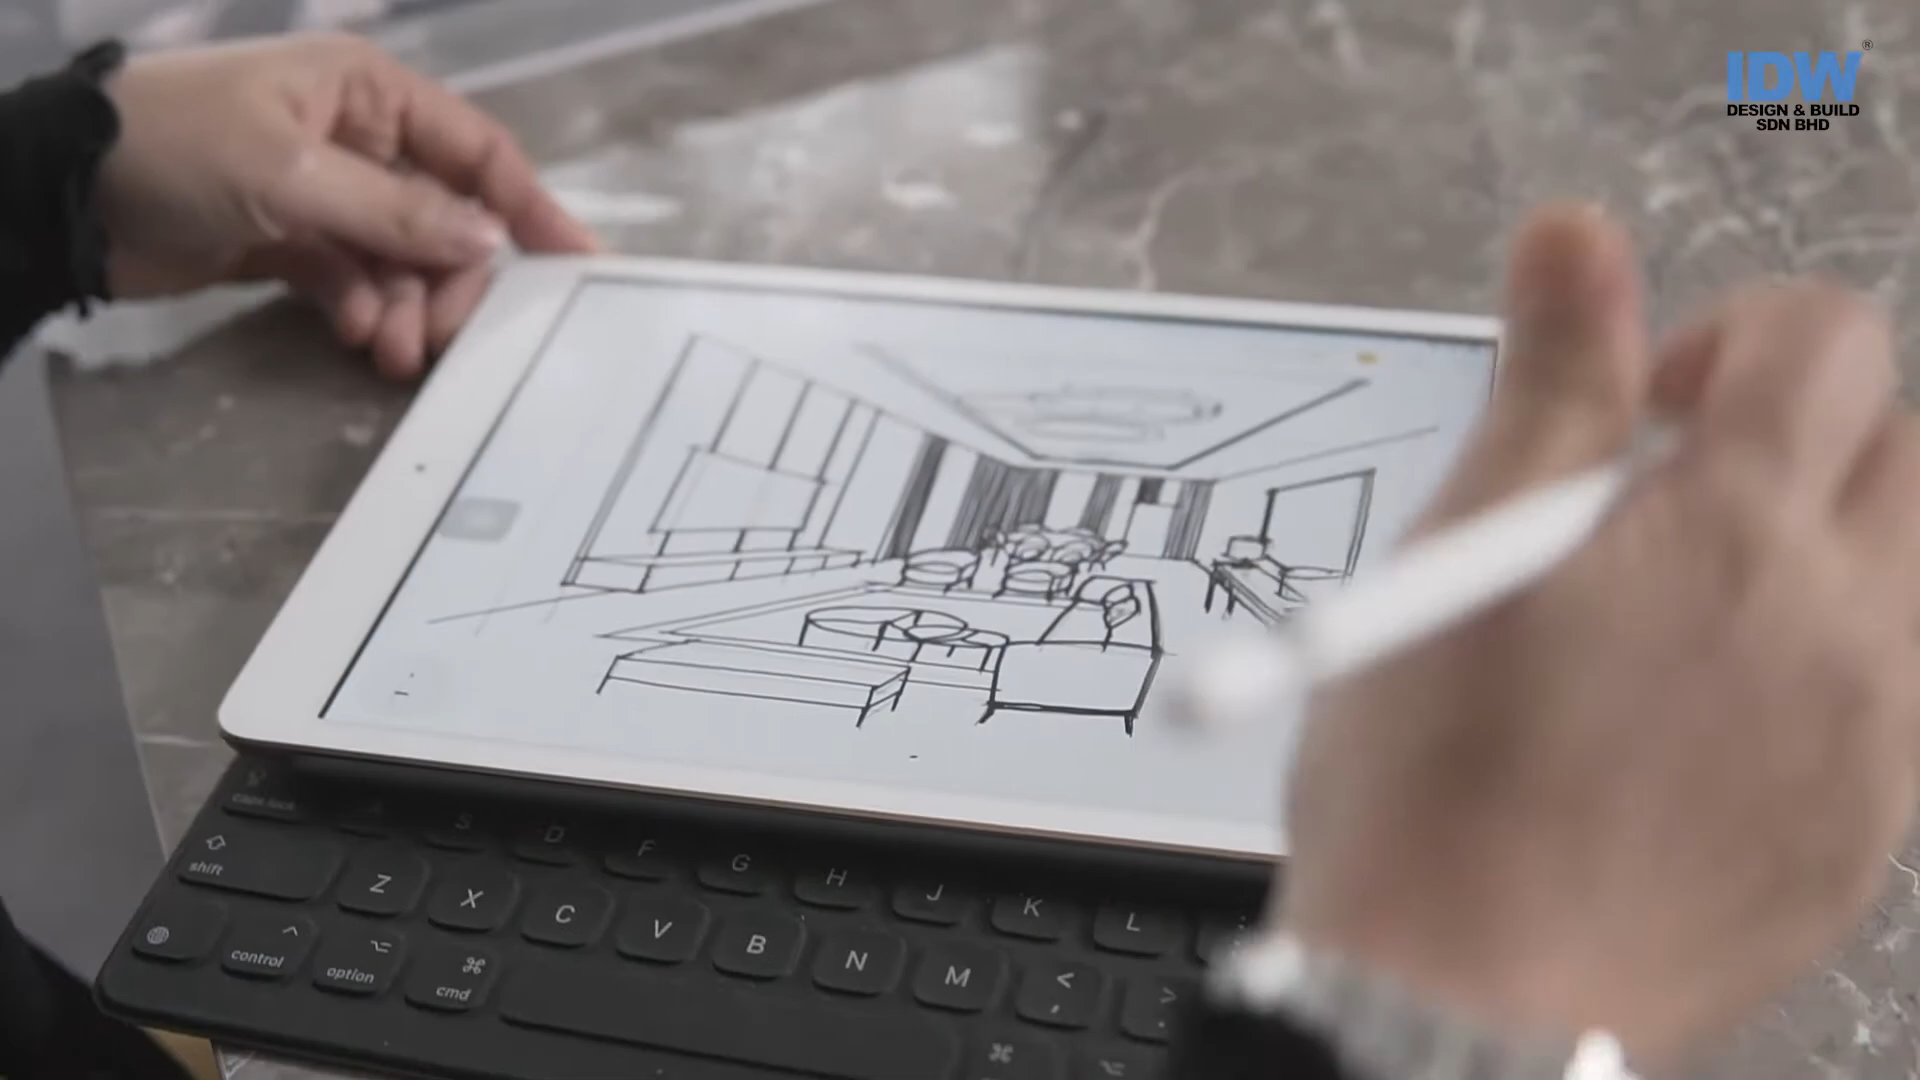 IDW®
DESIGN & BUILD
SDN BHD
caps lock
S D F G H J K L
shift Z X C V B N M < ,
control option cmd